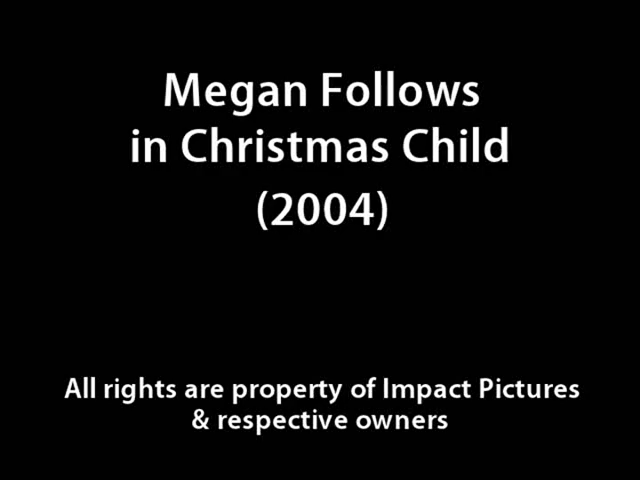 Megan Follows
in Christmas Child
(2004)
All rights are property of Impact Pictures
& respective owners